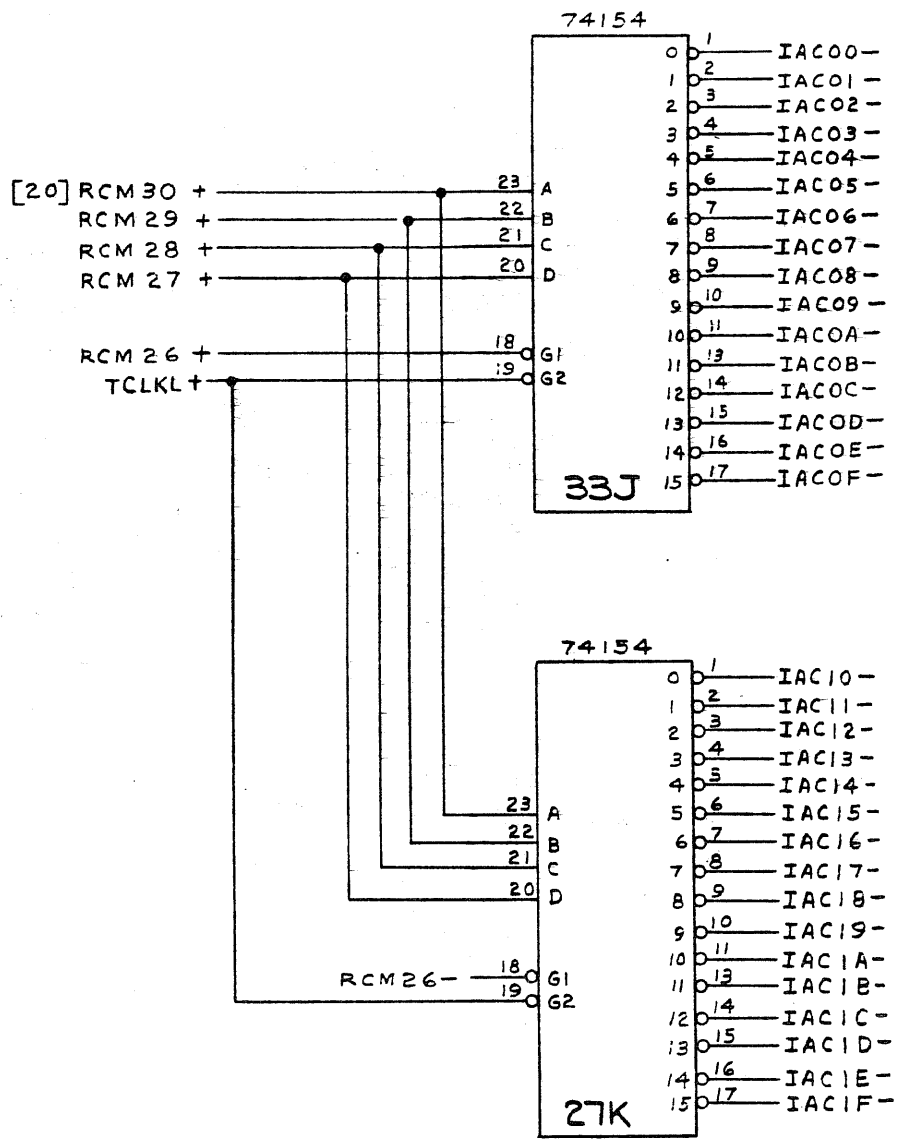 74154
0 1 IAC00-
1 2 IAC01-
2 3 IAC02-
3 4 IAC03-
4 5 IAC04-
[20] RCM30 + 23 A 5 6 IAC05-
RCM29 + 22 B 6 7 IAC06-
RCM28 + 21 C 7 8 IAC07-
RCM27 + 20 D 8 9 IAC08-
9 10 IAC09-
10 11 IAC0A-
RCM26 + 18 G1 11 13 IAC0B-
TCLKL+ 19 G2 12 14 IAC0C-
13 15 IAC0D-
14 16 IAC0E-
33J 15 17 IAC0F-
74154
0 1 IAC10-
1 2 IAC11-
2 3 IAC12-
3 4 IAC13-
4 5 IAC14-
23 A 5 6 IAC15-
22 B 6 7 IAC16-
21 C 7 8 IAC17-
20 D 8 9 IAC18-
9 10 IAC19-
10 11 IAC1A-
RCM26- 18 G1 11 13 IAC1B-
19 G2 12 14 IAC1C-
13 15 IAC1D-
14 16 IAC1E-
27K 15 17 IAC1F-